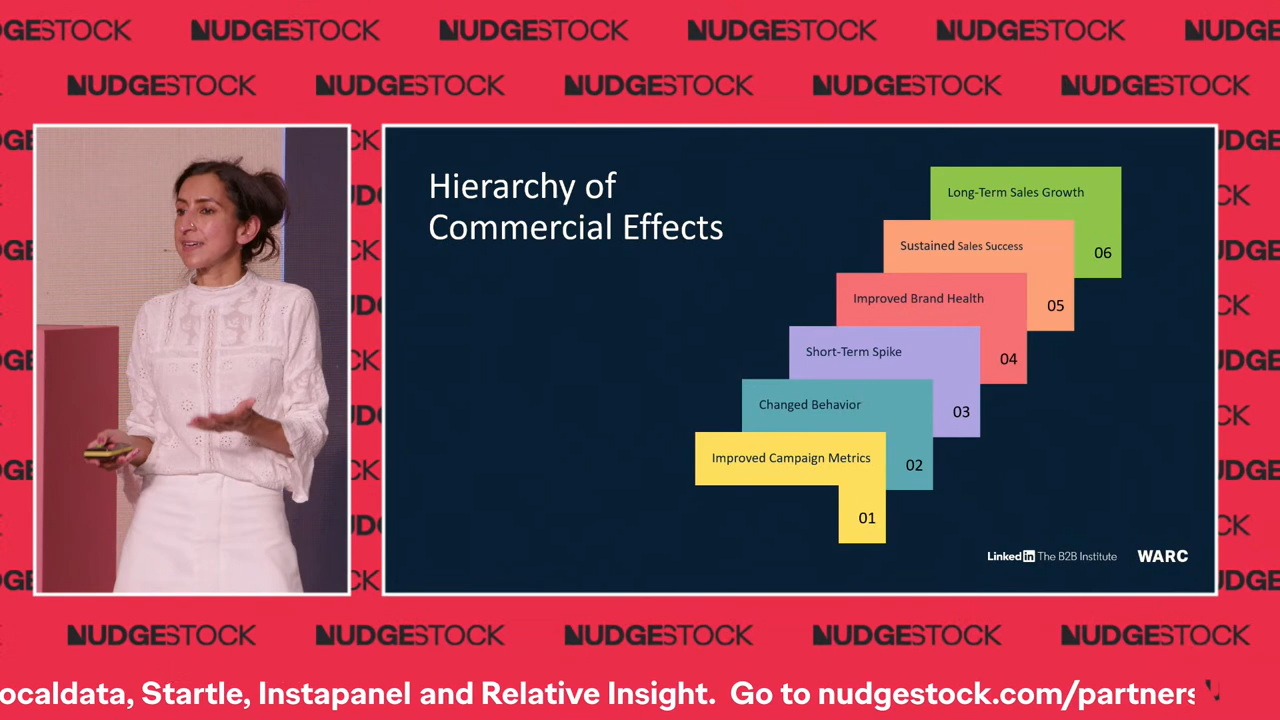 GESTOCK NUDGESTOCK NUDGESTOCK NUDGESTOCK NUDGESTOCK NUDGE
NUDGESTOCK NUDGESTOCK NUDGESTOCK NUDGESTOCK NUDGESTOCK
Hierarchy of
Commercial Effects
Long-Term Sales Growth
06
Sustained Sales Success
05
Improved Brand Health
04
Short-Term Spike
03
Changed Behavior
02
Improved Campaign Metrics
01
Linked in The B2B Institute WARC
NUDGESTOCK NUDGESTOCK NUDGESTOCK NUDGESTOCK NUDGESTOCK
ocaldata, Startle, Instapanel and Relative Insight. Go to nudgestock.com/partners